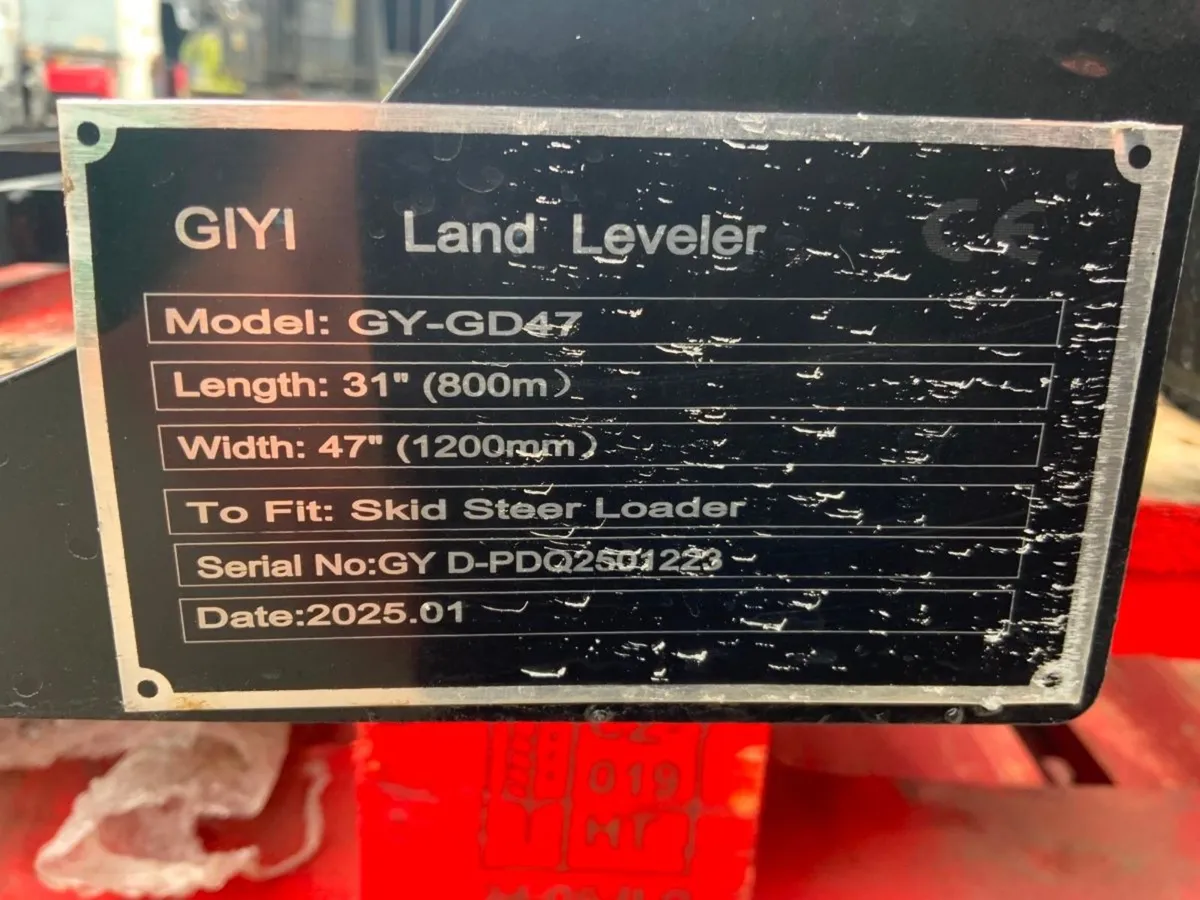 GIYI Land Leveler CE
Model: GY-GD47
Length: 31" (800m)
Width: 47" (1200mm)
To Fit: Skid Steer Loader
Serial No:GY D-PDQ2501223
Date:2025.01
019